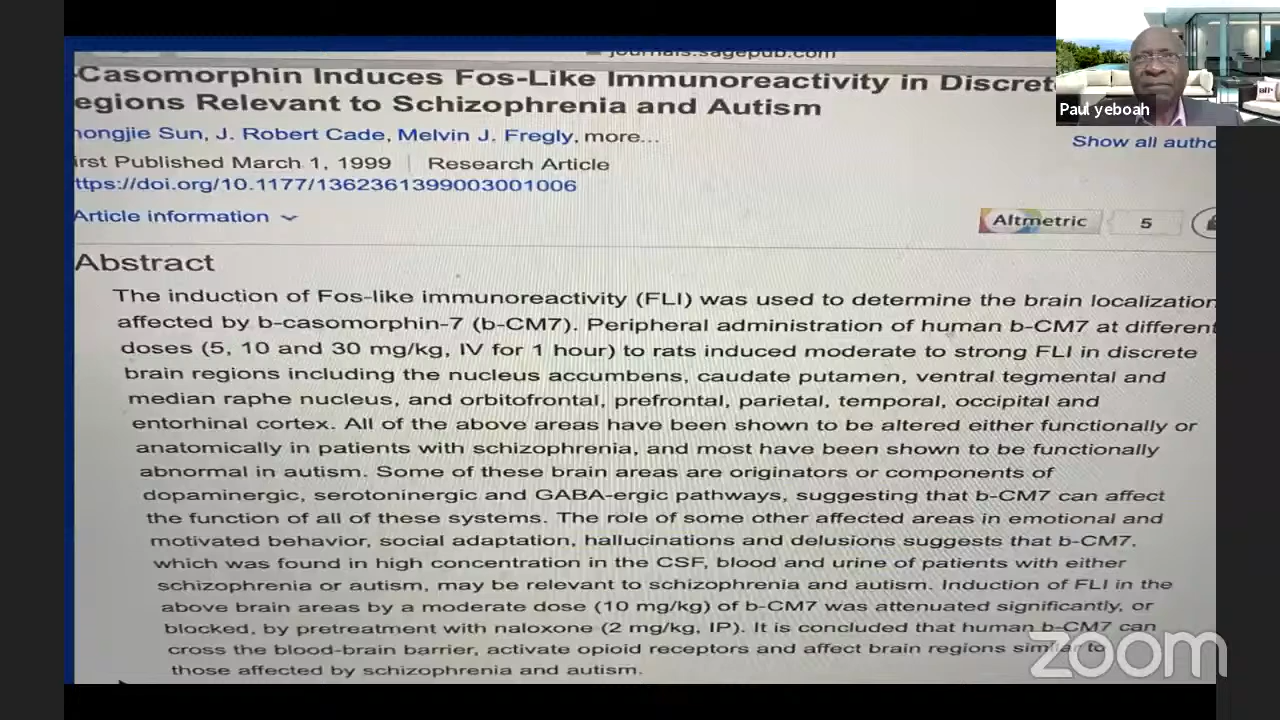 journals.sagepub.com
Casomorphin Induces Fos-Like Immunoreactivity in Discret
egions Relevant to Schizophrenia and Autism
hongjie Sun, J. Robert Cade, Melvin J. Fregly, more...
Show all autho
irst Published March 1, 1999 | Research Article
ttps://doi.org/10.1177/1362361399003001006
Article information
Altmetric 5
Abstract
The induction of Fos-like immunoreactivity (FLI) was used to determine the brain localization
affected by b-casomorphin-7 (b-CM7). Peripheral administration of human b-CM7 at different
doses (5, 10 and 30 mg/kg, IV for 1 hour) to rats induced moderate to strong FLI in discrete
brain regions including the nucleus accumbens, caudate putamen, ventral tegmental and
median raphe nucleus, and orbitofrontal, prefrontal, parietal, temporal, occipital and
entorhinal cortex. All of the above areas have been shown to be altered either functionally or
anatomically in patients with schizophrenia, and most have been shown to be functionally
abnormal in autism. Some of these brain areas are originators or components of
dopaminergic, serotoninergic and GABA-ergic pathways, suggesting that b-CM7 can affect
the function of all of these systems. The role of some other affected areas in emotional and
motivated behavior, social adaptation, hallucinations and delusions suggests that b-CM7,
which was found in high concentration in the CSF, blood and urine of patients with either
schizophrenia or autism, may be relevant to schizophrenia and autism. Induction of FLI in the
above brain areas by a moderate dose (10 mg/kg) of b-CM7 was attenuated significantly, or
blocked, by pretreatment with naloxone (2 mg/kg, IP). It is concluded that human b-CM7 can
cross the blood-brain barrier, activate opioid receptors and affect brain regions similar to
those affected by schizophrenia and autism.
Paul yeboah
zoom